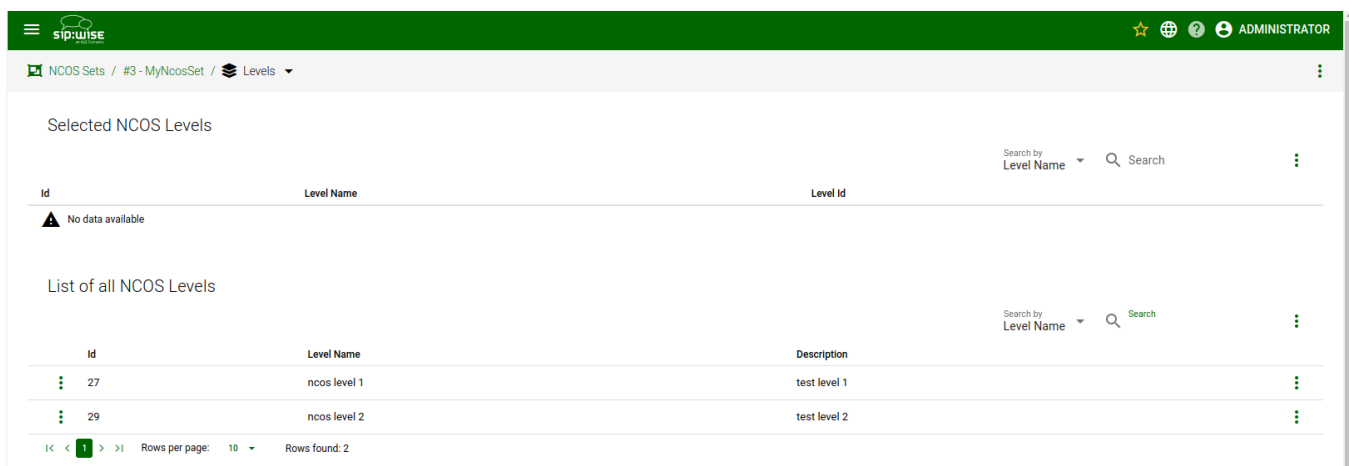 sip:wise
ADMINISTRATOR
NCOS Sets / #3 - MyNcosSet / Levels
Selected NCOS Levels
Search by
Level Name
Search
Id Level Name Level Id
No data available
List of all NCOS Levels
Search by
Level Name
Search
Id Level Name Description
27 ncos level 1 test level 1
29 ncos level 2 test level 2
1 Rows per page: 10 Rows found: 2